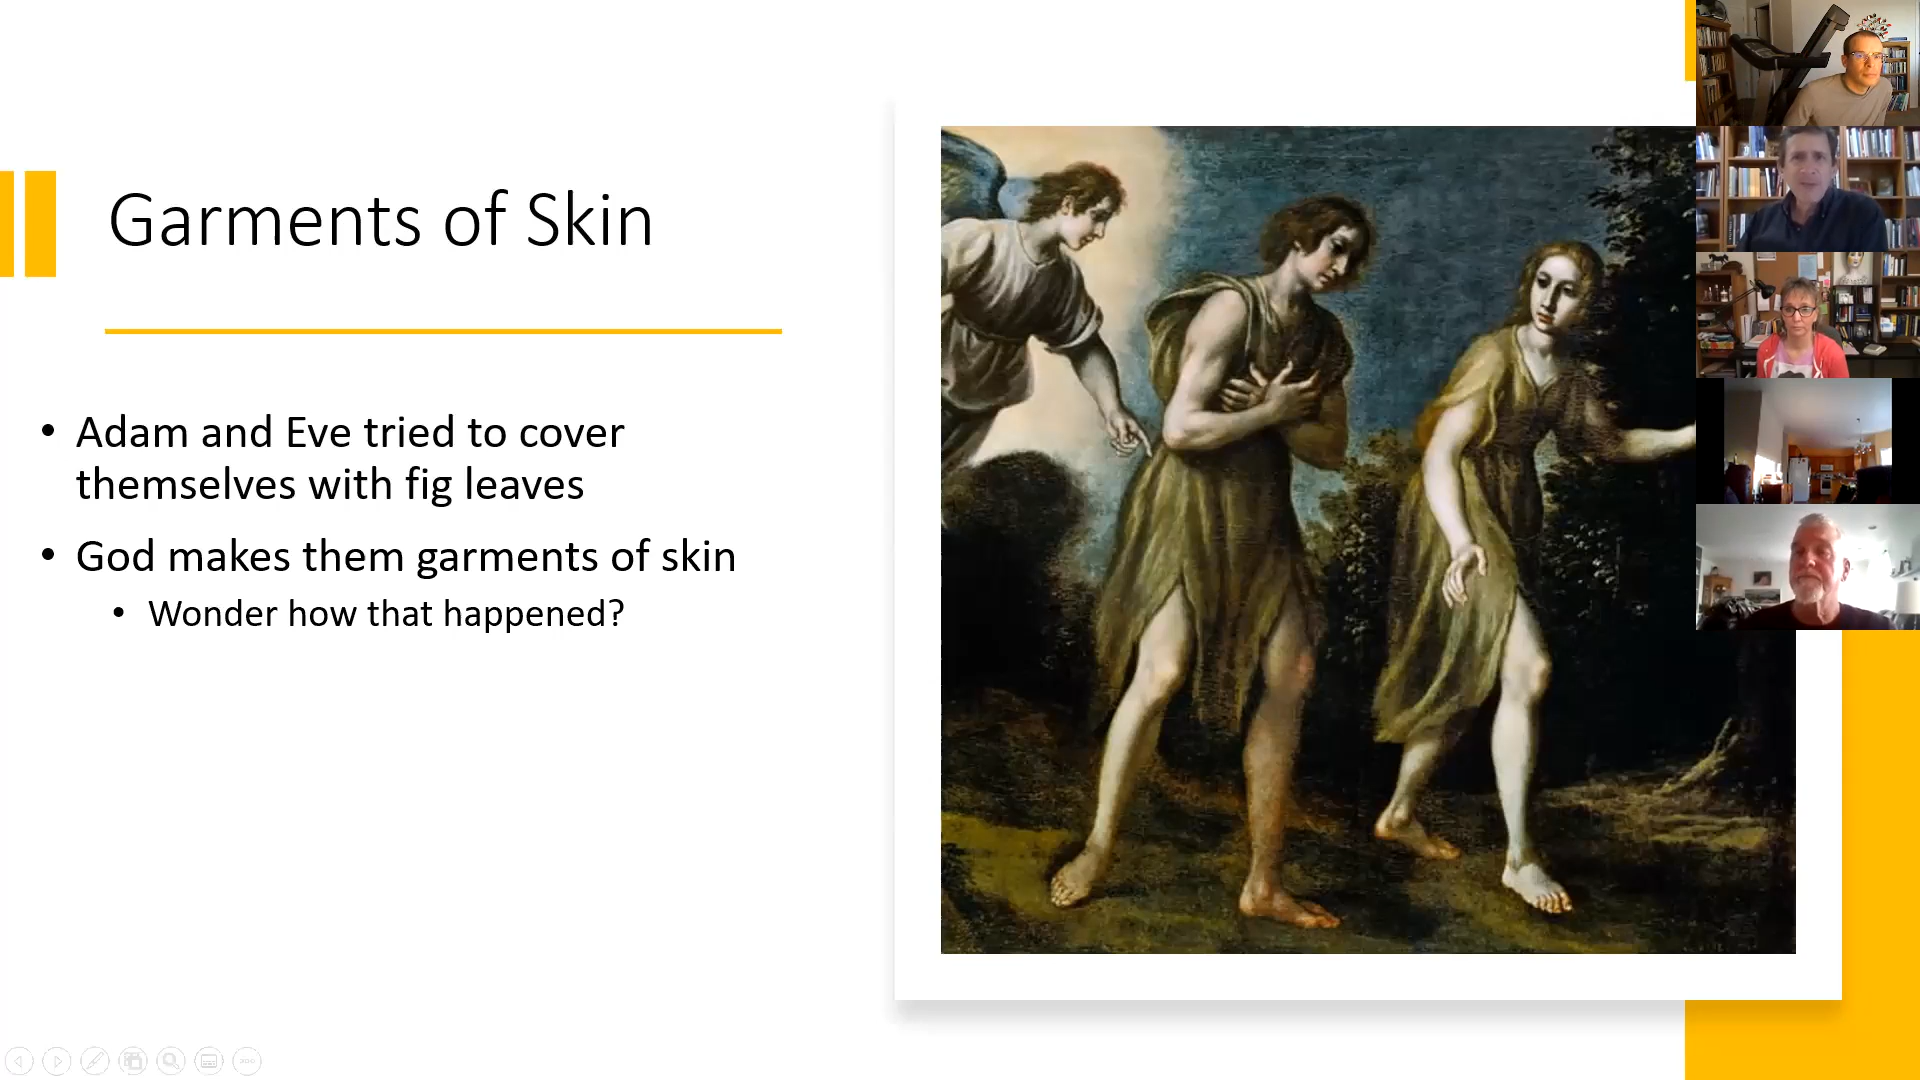 Garments of Skin
• Adam and Eve tried to cover
themselves with fig leaves
• God makes them garments of skin
• Wonder how that happened?